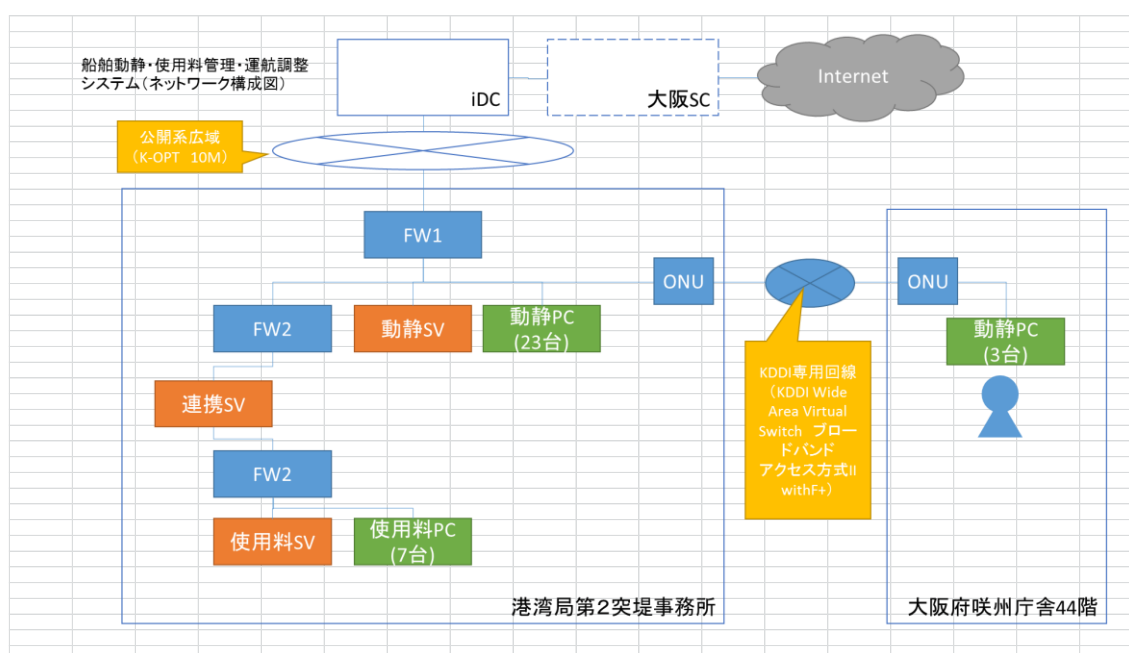 船舶動静・使用料管理・運航調整
システム(ネットワーク構成図)
iDC
大阪SC
Internet
公開系広域
(K-OPT 10M)
FW1
ONU
ONU
FW2
動静SV
動静PC
(23台)
動静PC
(3台)
連携SV
KDDI専用回線
(KDDI Wide
Area Virtual
Switch ブロー
ドバンド
アクセス方式II
withF+)
FW2
使用料SV
使用料PC
(7台)
港湾局第2突堤事務所
大阪府咲州庁舎44階